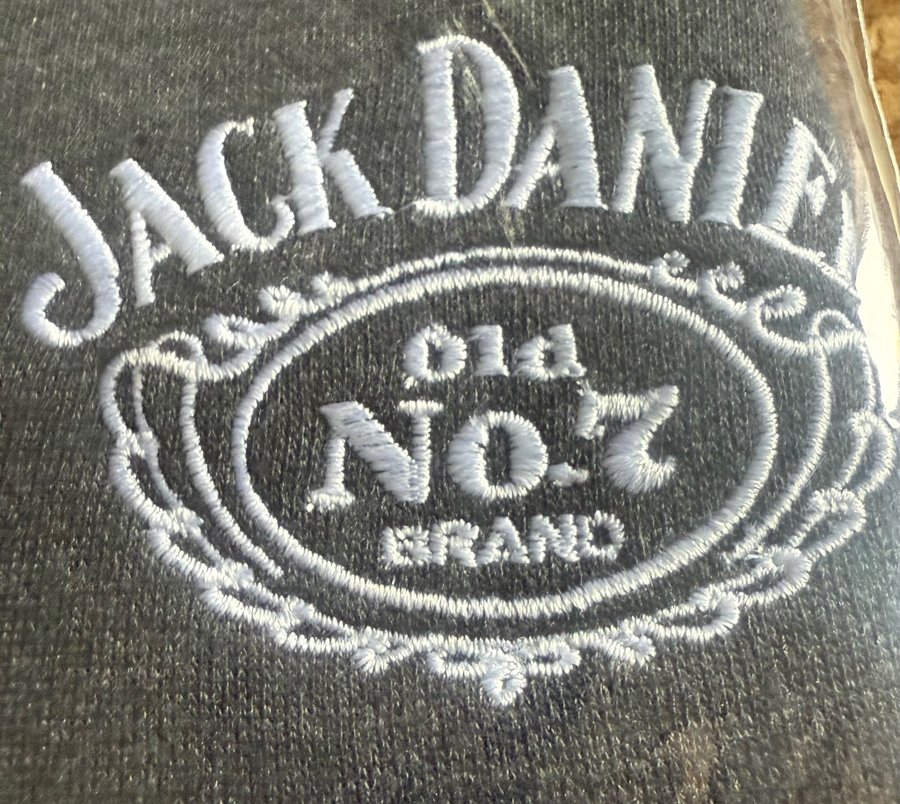 JACK DANIE
Old
No.7
BRAND